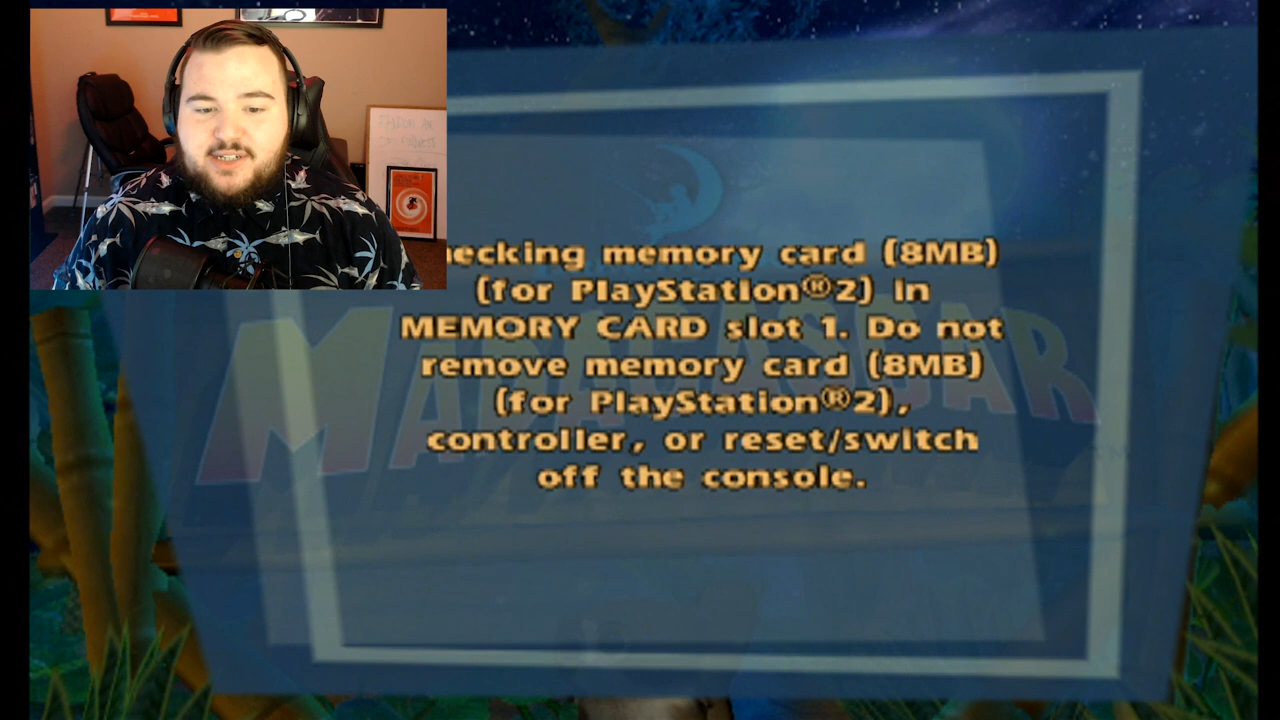 ecking memory card (8MB)
(for PlayStation®2) in
MEMORY CARD slot 1. Do not
remove memory card (8MB)
(for PlayStation®2),
controller, or reset/switch
off the console.
MADAGASCAR